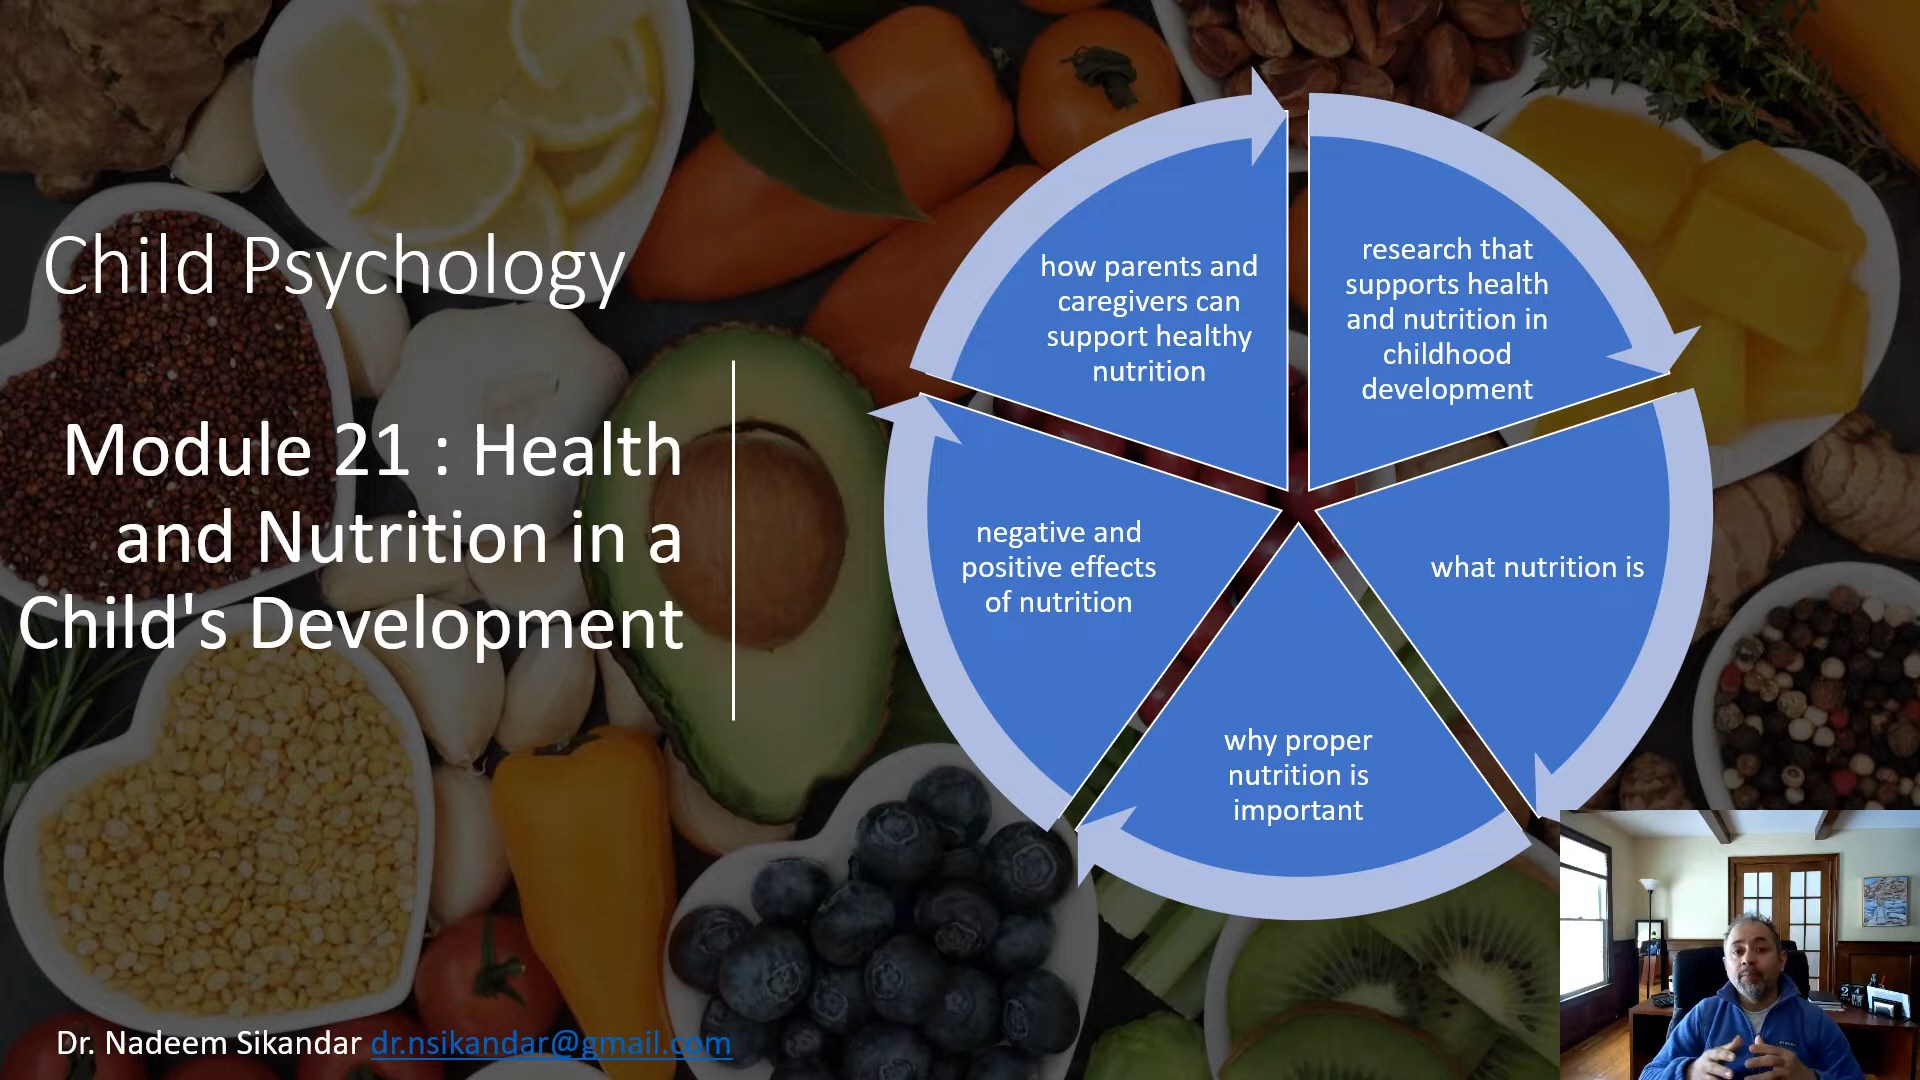 Child Psychology
Module 21 : Health
and Nutrition in a
Child's Development
how parents and
caregivers can
support healthy
nutrition
research that
supports health
and nutrition in
childhood
development
what nutrition is
why proper
nutrition is
important
negative and
positive effects
of nutrition
Dr. Nadeem Sikandar dr.nsikandar@gmail.com